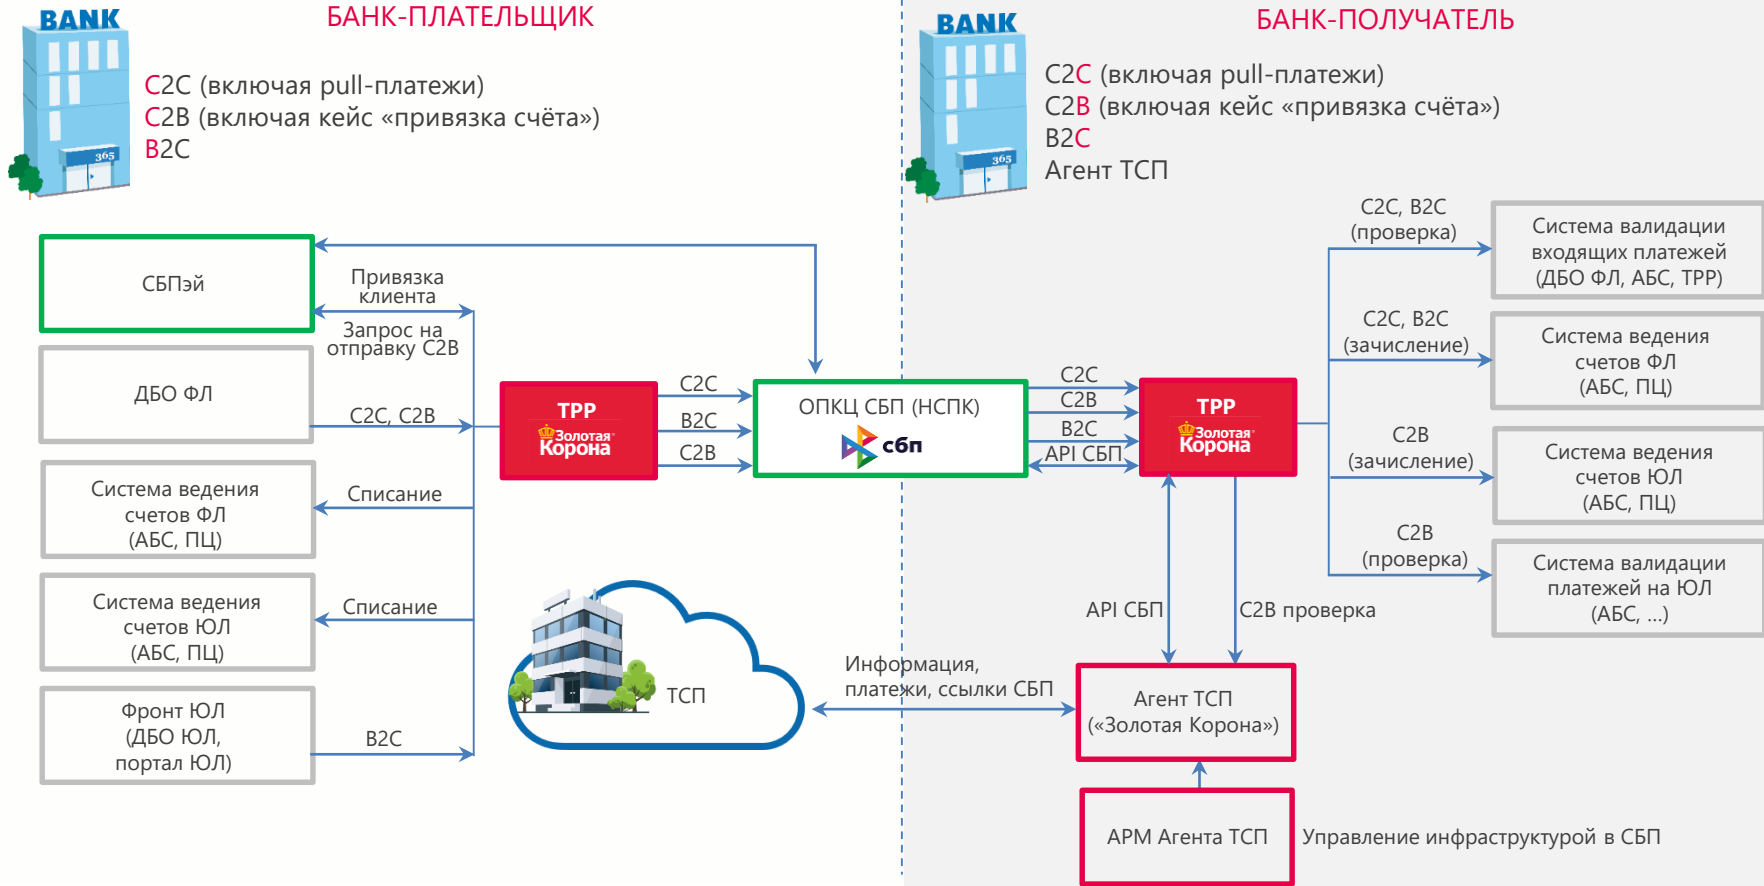 BANK
БАНК-ПЛАТЕЛЬЩИК
C2C (включая pull-платежи)
C2B (включая кейс «привязка счёта»)
B2C
365
BANK
БАНК-ПОЛУЧАТЕЛЬ
C2C (включая pull-платежи)
C2B (включая кейс «привязка счёта»)
B2C
Агент ТСП
365
СБПэй
Привязка
клиента
Запрос на
отправку C2B
ДБО ФЛ
C2C, C2B
Система ведения
счетов ФЛ
(АБС, ПЦ)
Списание
Система ведения
счетов ЮЛ
(АБС, ПЦ)
Списание
Фронт ЮЛ
(ДБО ЮЛ,
портал ЮЛ)
B2C
ТРР
Золотая
Корона
C2C
B2C
C2B
ОПКЦ СБП (НСПК)
сбп
C2C
C2B
B2C
API СБП
ТРР
Золотая
Корона
C2C, B2C
(проверка)
Система валидации
входящих платежей
(ДБО ФЛ, АБС, ТРР)
C2C, B2C
(зачисление)
Система ведения
счетов ФЛ
(АБС, ПЦ)
C2B
(зачисление)
Система ведения
счетов ЮЛ
(АБС, ПЦ)
C2B
(проверка)
Система валидации
платежей на ЮЛ
(АБС, ...)
API СБП
C2B проверка
ТСП
Информация,
платежи, ссылки СБП
Агент ТСП
(«Золотая Корона»)
АРМ Агента ТСП
Управление инфраструктурой в СБП